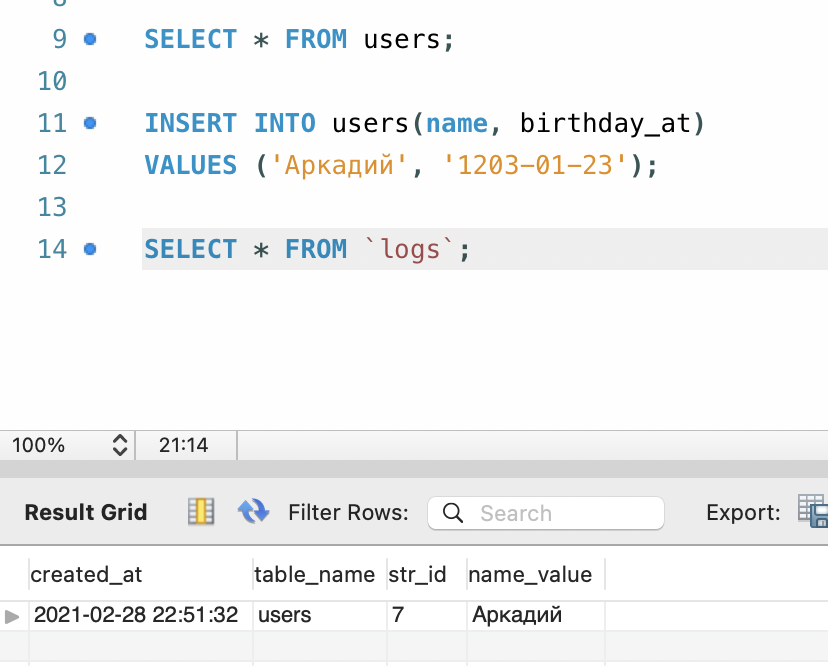 9 SELECT * FROM users;
10
11 INSERT INTO users(name, birthday_at)
12 VALUES ('Аркадий', '1203-01-23');
13
14 SELECT * FROM `logs`;
100% 21:14
Result Grid Filter Rows: Search Export:
created_at table_name str_id name_value
2021-02-28 22:51:32 users 7 Аркадий